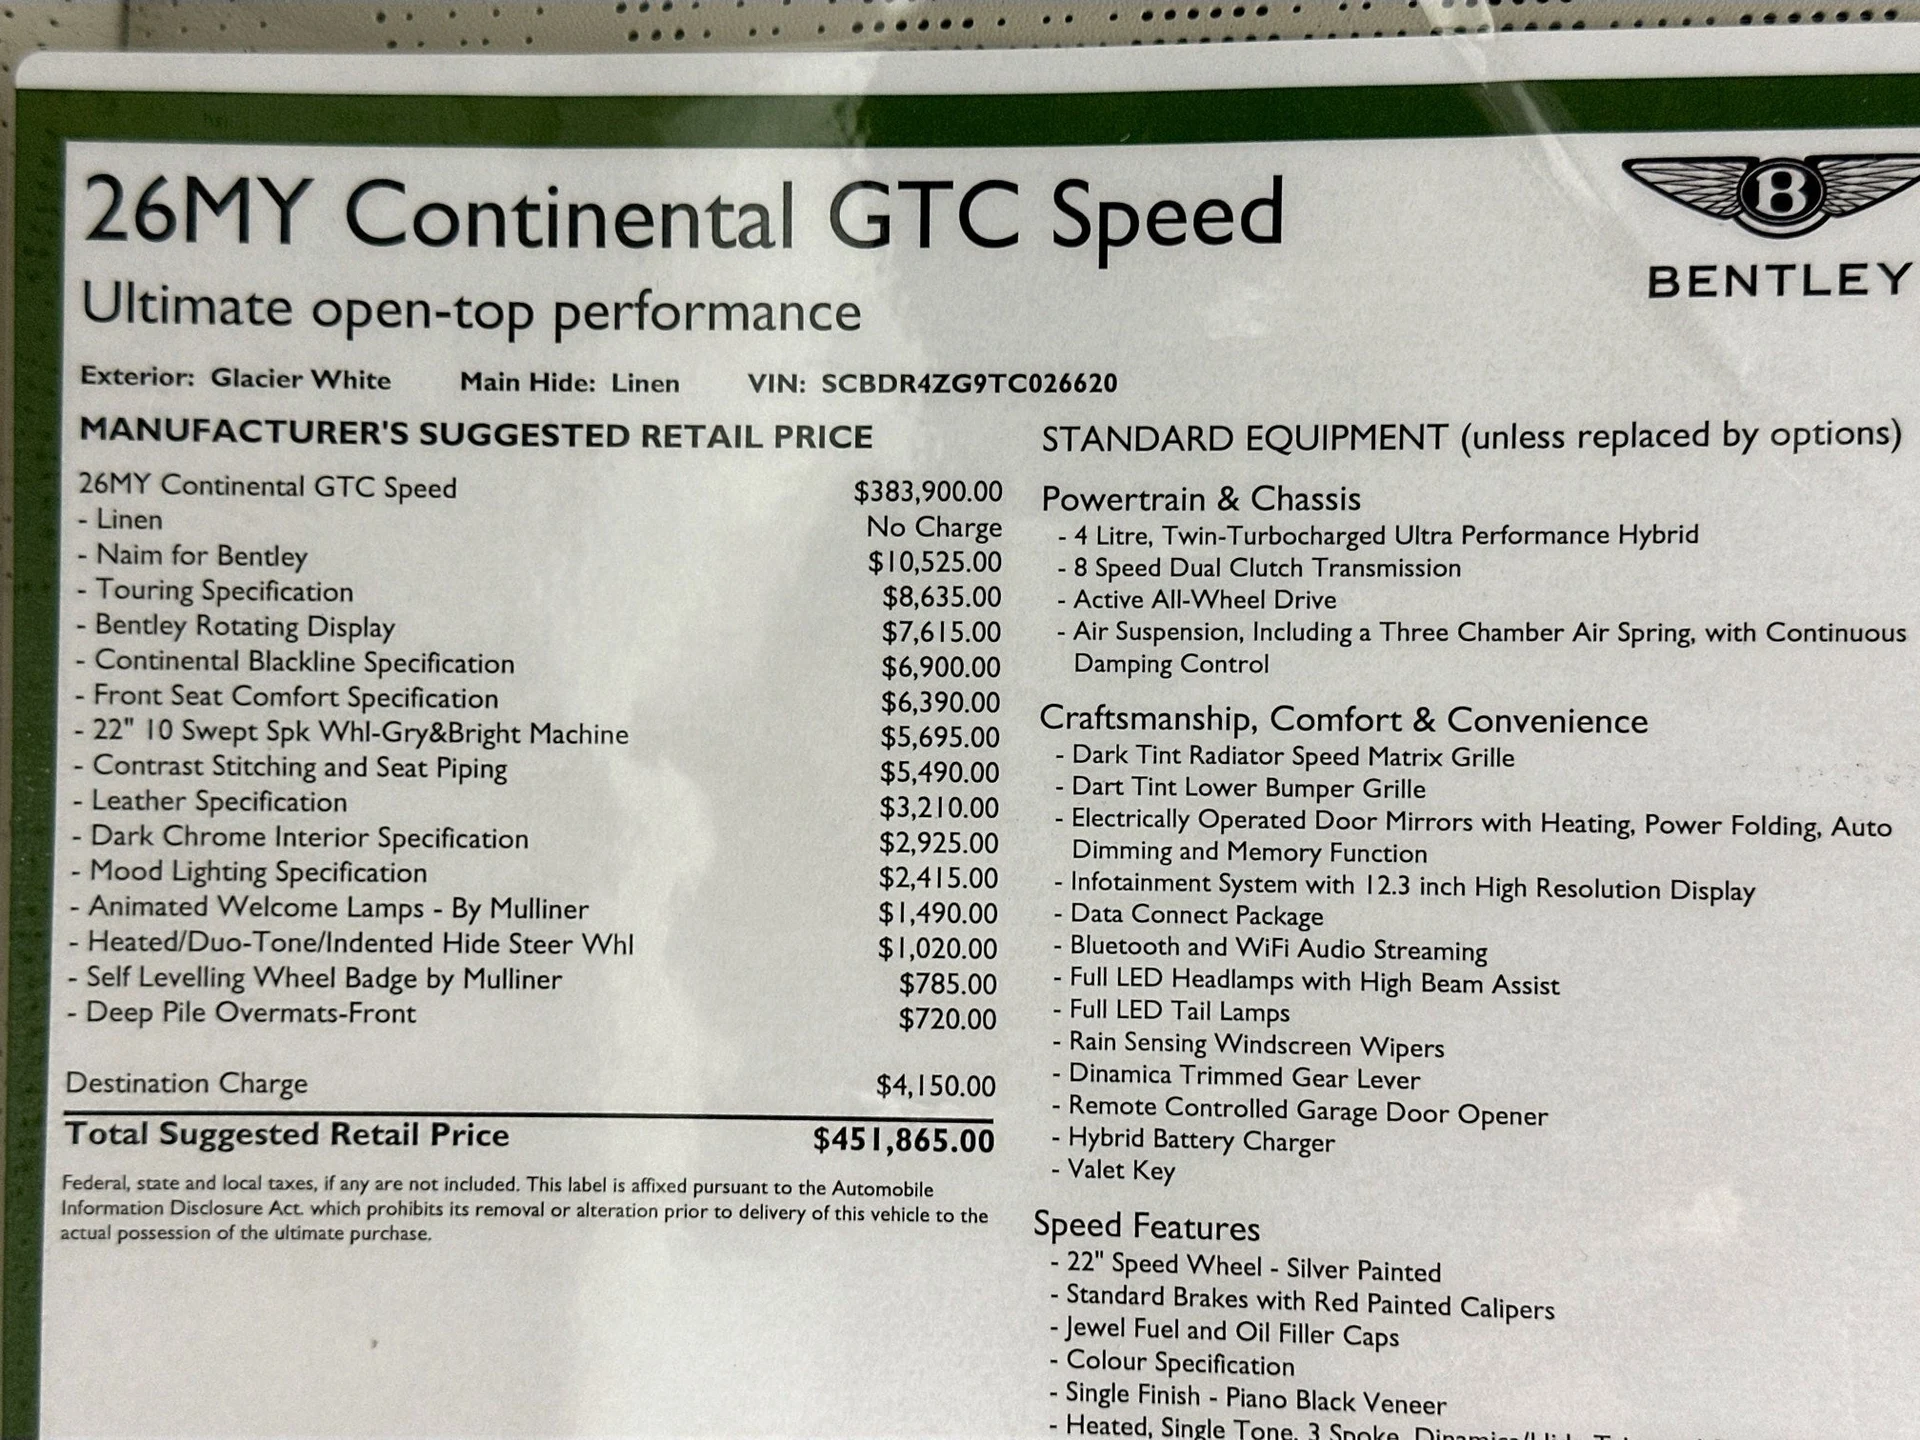 26MY Continental GTC Speed
BENTLEY
Ultimate open-top performance
Exterior: Glacier White Main Hide: Linen VIN: SCBDR4ZG9TC026620
MANUFACTURER'S SUGGESTED RETAIL PRICE
26MY Continental GTC Speed $383,900.00
- Linen No Charge
- Naim for Bentley $10,525.00
- Touring Specification $8,635.00
- Bentley Rotating Display $7,615.00
- Continental Blackline Specification $6,900.00
- Front Seat Comfort Specification $6,390.00
- 22" 10 Swept Spk Whl-Gry&Bright Machine $5,695.00
- Contrast Stitching and Seat Piping $5,490.00
- Leather Specification $3,210.00
- Dark Chrome Interior Specification $2,925.00
- Mood Lighting Specification $2,415.00
- Animated Welcome Lamps - By Mulliner $1,490.00
- Heated/Duo-Tone/Indented Hide Steer Whl $1,020.00
- Self Levelling Wheel Badge by Mulliner $785.00
- Deep Pile Overmats-Front $720.00
Destination Charge $4,150.00
Total Suggested Retail Price $451,865.00
Federal, state and local taxes, if any are not included. This label is affixed pursuant to the Automobile
Information Disclosure Act. which prohibits its removal or alteration prior to delivery of this vehicle to the
actual possession of the ultimate purchase.
STANDARD EQUIPMENT (unless replaced by options)
Powertrain & Chassis
- 4 Litre, Twin-Turbocharged Ultra Performance Hybrid
- 8 Speed Dual Clutch Transmission
- Active All-Wheel Drive
- Air Suspension, Including a Three Chamber Air Spring, with Continuous
Damping Control
Craftsmanship, Comfort & Convenience
- Dark Tint Radiator Speed Matrix Grille
- Dart Tint Lower Bumper Grille
- Electrically Operated Door Mirrors with Heating, Power Folding, Auto
Dimming and Memory Function
- Infotainment System with 12.3 inch High Resolution Display
- Data Connect Package
- Bluetooth and WiFi Audio Streaming
- Full LED Headlamps with High Beam Assist
- Full LED Tail Lamps
- Rain Sensing Windscreen Wipers
- Dinamica Trimmed Gear Lever
- Remote Controlled Garage Door Opener
- Hybrid Battery Charger
- Valet Key
Speed Features
- 22" Speed Wheel - Silver Painted
- Standard Brakes with Red Painted Calipers
- Jewel Fuel and Oil Filler Caps
- Colour Specification
- Single Finish - Piano Black Veneer
- Heated, Single Tone, 3 Spoke,